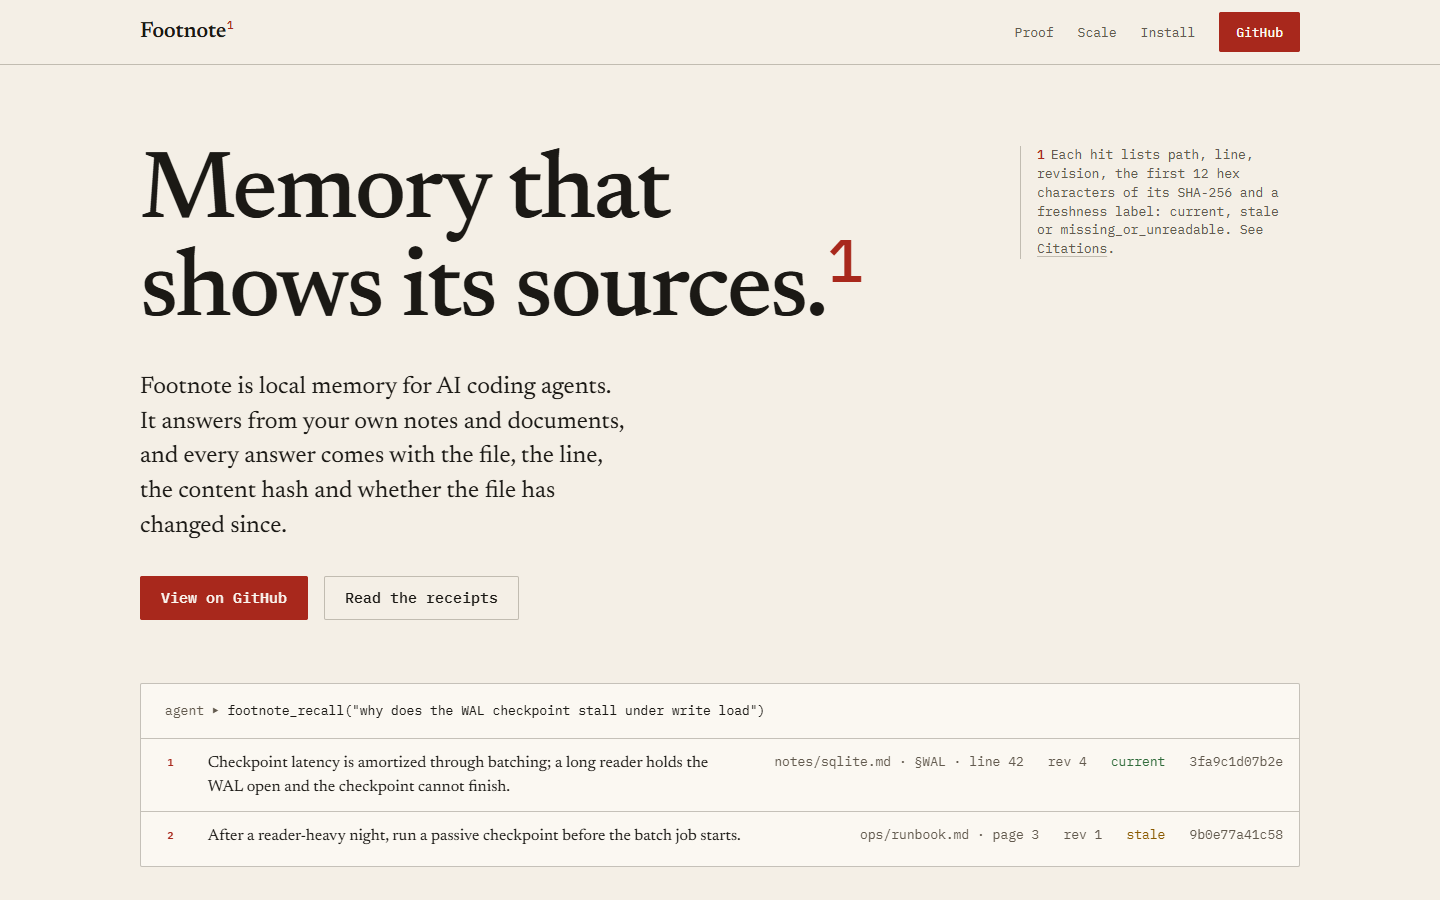 Footnote1
Proof Scale Install GitHub
Memory that
shows its sources.1
1 Each hit lists path, line,
revision, the first 12 hex
characters of its SHA-256 and a
freshness label: current, stale
or missing_or_unreadable. See
Citations.
Footnote is local memory for AI coding agents.
It answers from your own notes and documents,
and every answer comes with the file, the line,
the content hash and whether the file has
changed since.
View on GitHub Read the receipts
agent ▸ footnote_recall("why does the WAL checkpoint stall under write load")
1 Checkpoint latency is amortized through batching; a long reader holds the notes/sqlite.md · §WAL · line 42 rev 4 current 3fa9c1d07b2e
WAL open and the checkpoint cannot finish.
2 After a reader-heavy night, run a passive checkpoint before the batch job starts. ops/runbook.md · page 3 rev 1 stale 9b0e77a41c58